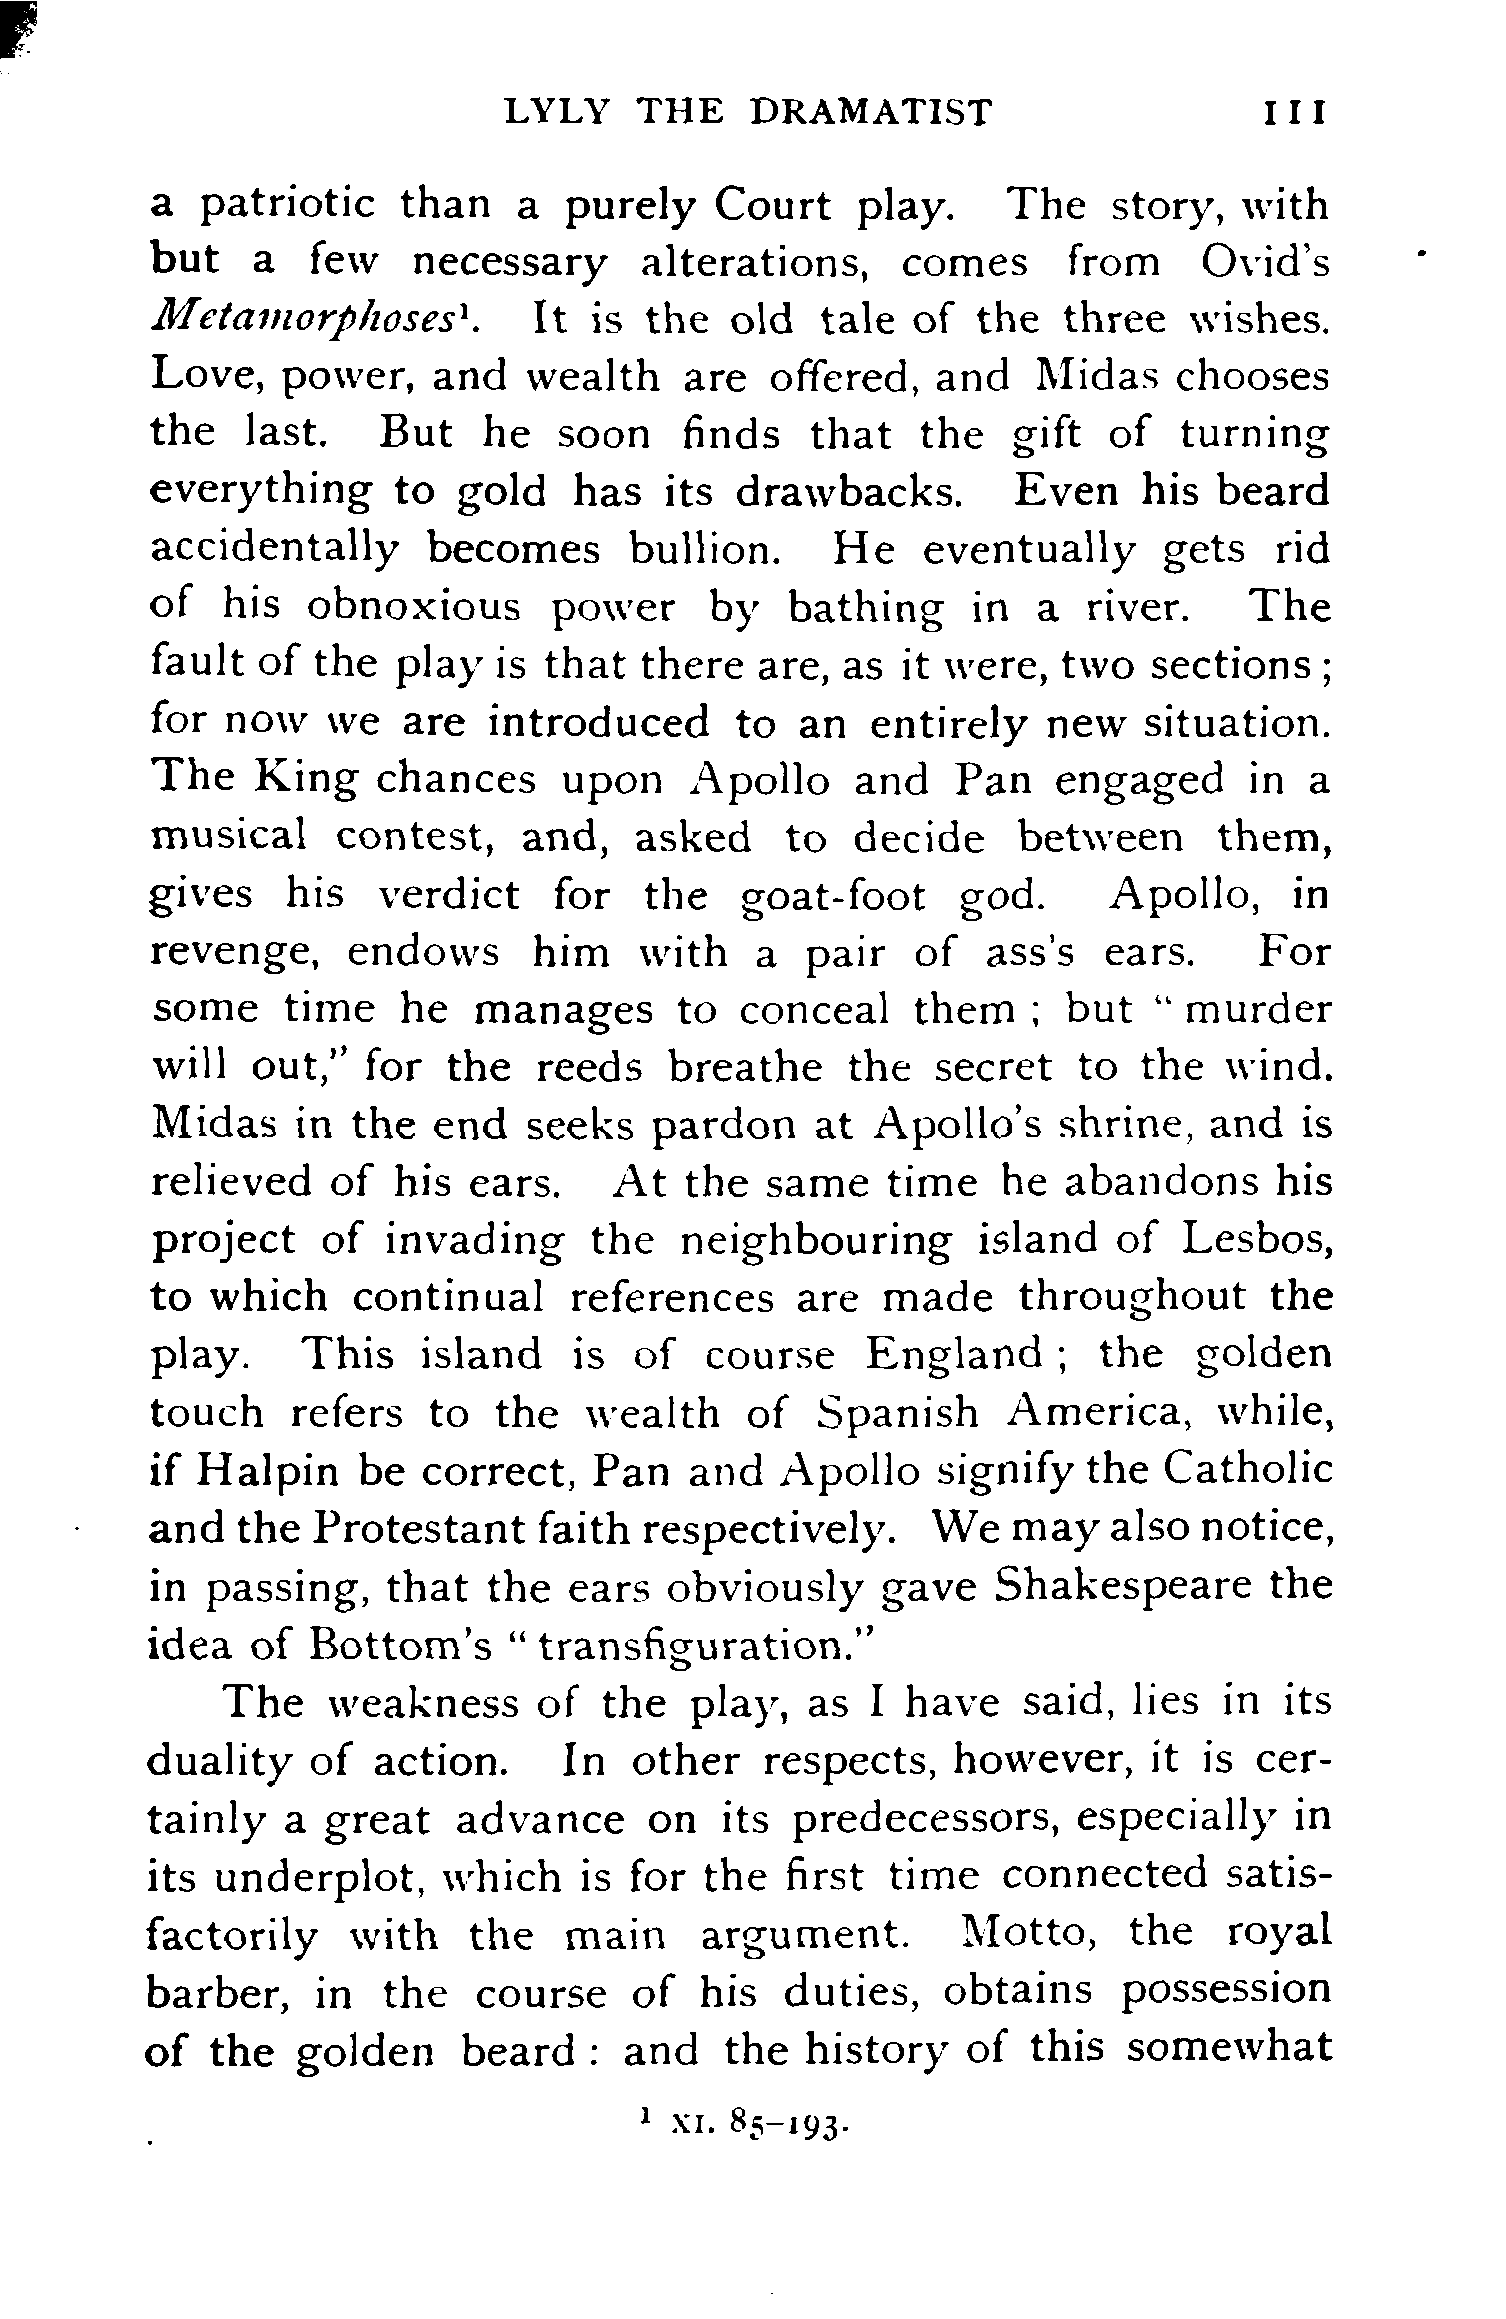 LYLY THE DRAMATIST 111
a patriotic than a purely Court play. The story, with
but a few necessary alterations, comes from Ovid's
Metamorphoses¹. It is the old tale of the three wishes.
Love, power, and wealth are offered, and Midas chooses
the last. But he soon finds that the gift of turning
everything to gold has its drawbacks. Even his beard
accidentally becomes bullion. He eventually gets rid
of his obnoxious power by bathing in a river. The
fault of the play is that there are, as it were, two sections ;
for now we are introduced to an entirely new situation.
The King chances upon Apollo and Pan engaged in a
musical contest, and, asked to decide between them,
gives his verdict for the goat-foot god. Apollo, in
revenge, endows him with a pair of ass's ears. For
some time he manages to conceal them ; but " murder
will out," for the reeds breathe the secret to the wind.
Midas in the end seeks pardon at Apollo's shrine, and is
relieved of his ears. At the same time he abandons his
project of invading the neighbouring island of Lesbos,
to which continual references are made throughout the
play. This island is of course England ; the golden
touch refers to the wealth of Spanish America, while,
if Halpin be correct, Pan and Apollo signify the Catholic
and the Protestant faith respectively. We may also notice,
in passing, that the ears obviously gave Shakespeare the
idea of Bottom's " transfiguration."
The weakness of the play, as I have said, lies in its
duality of action. In other respects, however, it is cer-
tainly a great advance on its predecessors, especially in
its underplot, which is for the first time connected satis-
factorily with the main argument. Motto, the royal
barber, in the course of his duties, obtains possession
of the golden beard : and the history of this somewhat
¹ XI. 85–193.